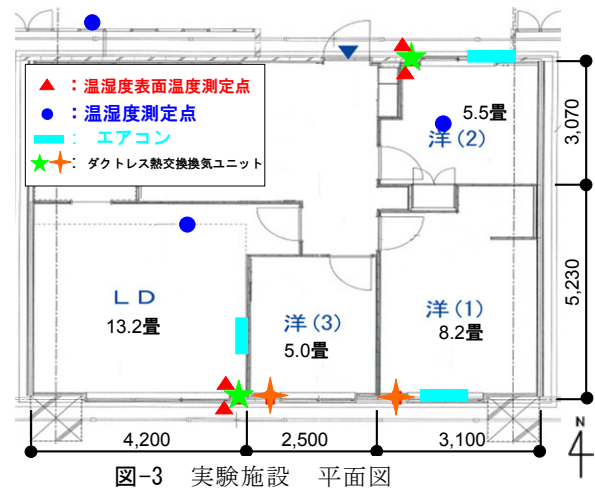 ▲ ：温湿度表面温度測定点
● ：温湿度測定点
： エアコン
★ ： ダクトレス熱交換換気ユニット
5.5畳
洋(2)
3,070
5,230
LD
13.2畳
洋(3)
5.0畳
洋(1)
8.2畳
4,200
2,500
3,100
N
4
図-3 実験施設 平面図